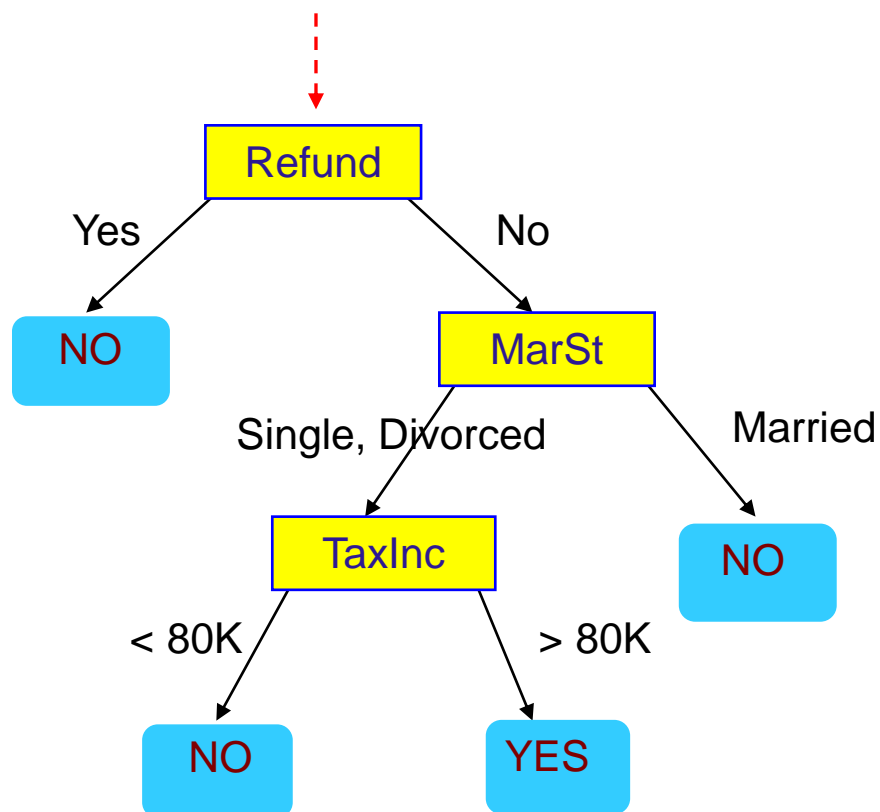 Refund
Yes
No
NO
MarSt
Single, Divorced
Married
TaxInc
NO
< 80K
> 80K
NO
YES